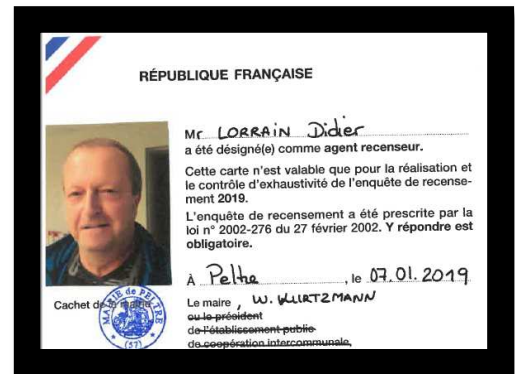 RÉPUBLIQUE FRANÇAISE
Mr LORRAIN Didier
a été désigné(e) comme agent recenseur.
Cette carte n'est valable que pour la réalisation et
le contrôle d'exhaustivité de l'enquête de recense-
ment 2019.
L'enquête de recensement a été prescrite par la
loi n° 2002-276 du 27 février 2002. Y répondre est
obligatoire.
À Peltre, le 07.01.2019
Cachet de la mairie
MAIRIE de PELTRE
(57)
Le maire, W. KURTZMANN
ou le président
de l'établissement public
de coopération intercommunale,